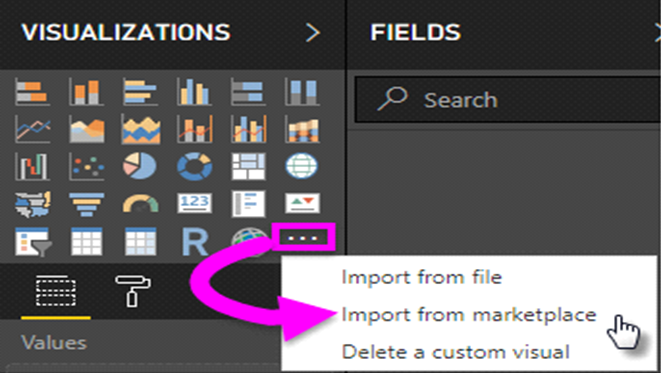 VISUALIZATIONS
FIELDS
Search
123
R
Import from file
Import from marketplace
Delete a custom visual
Values